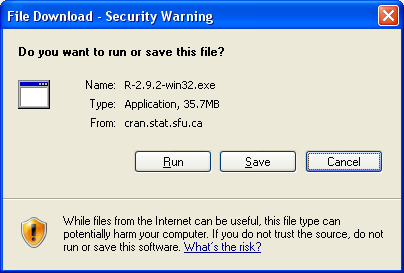 File Download - Security Warning
Do you want to run or save this file?
Name: R-2.9.2-win32.exe
Type: Application, 35.7MB
From: cran.stat.sfu.ca
Run Save Cancel
While files from the Internet can be useful, this file type can
potentially harm your computer. If you do not trust the source, do not
run or save this software. What's the risk?